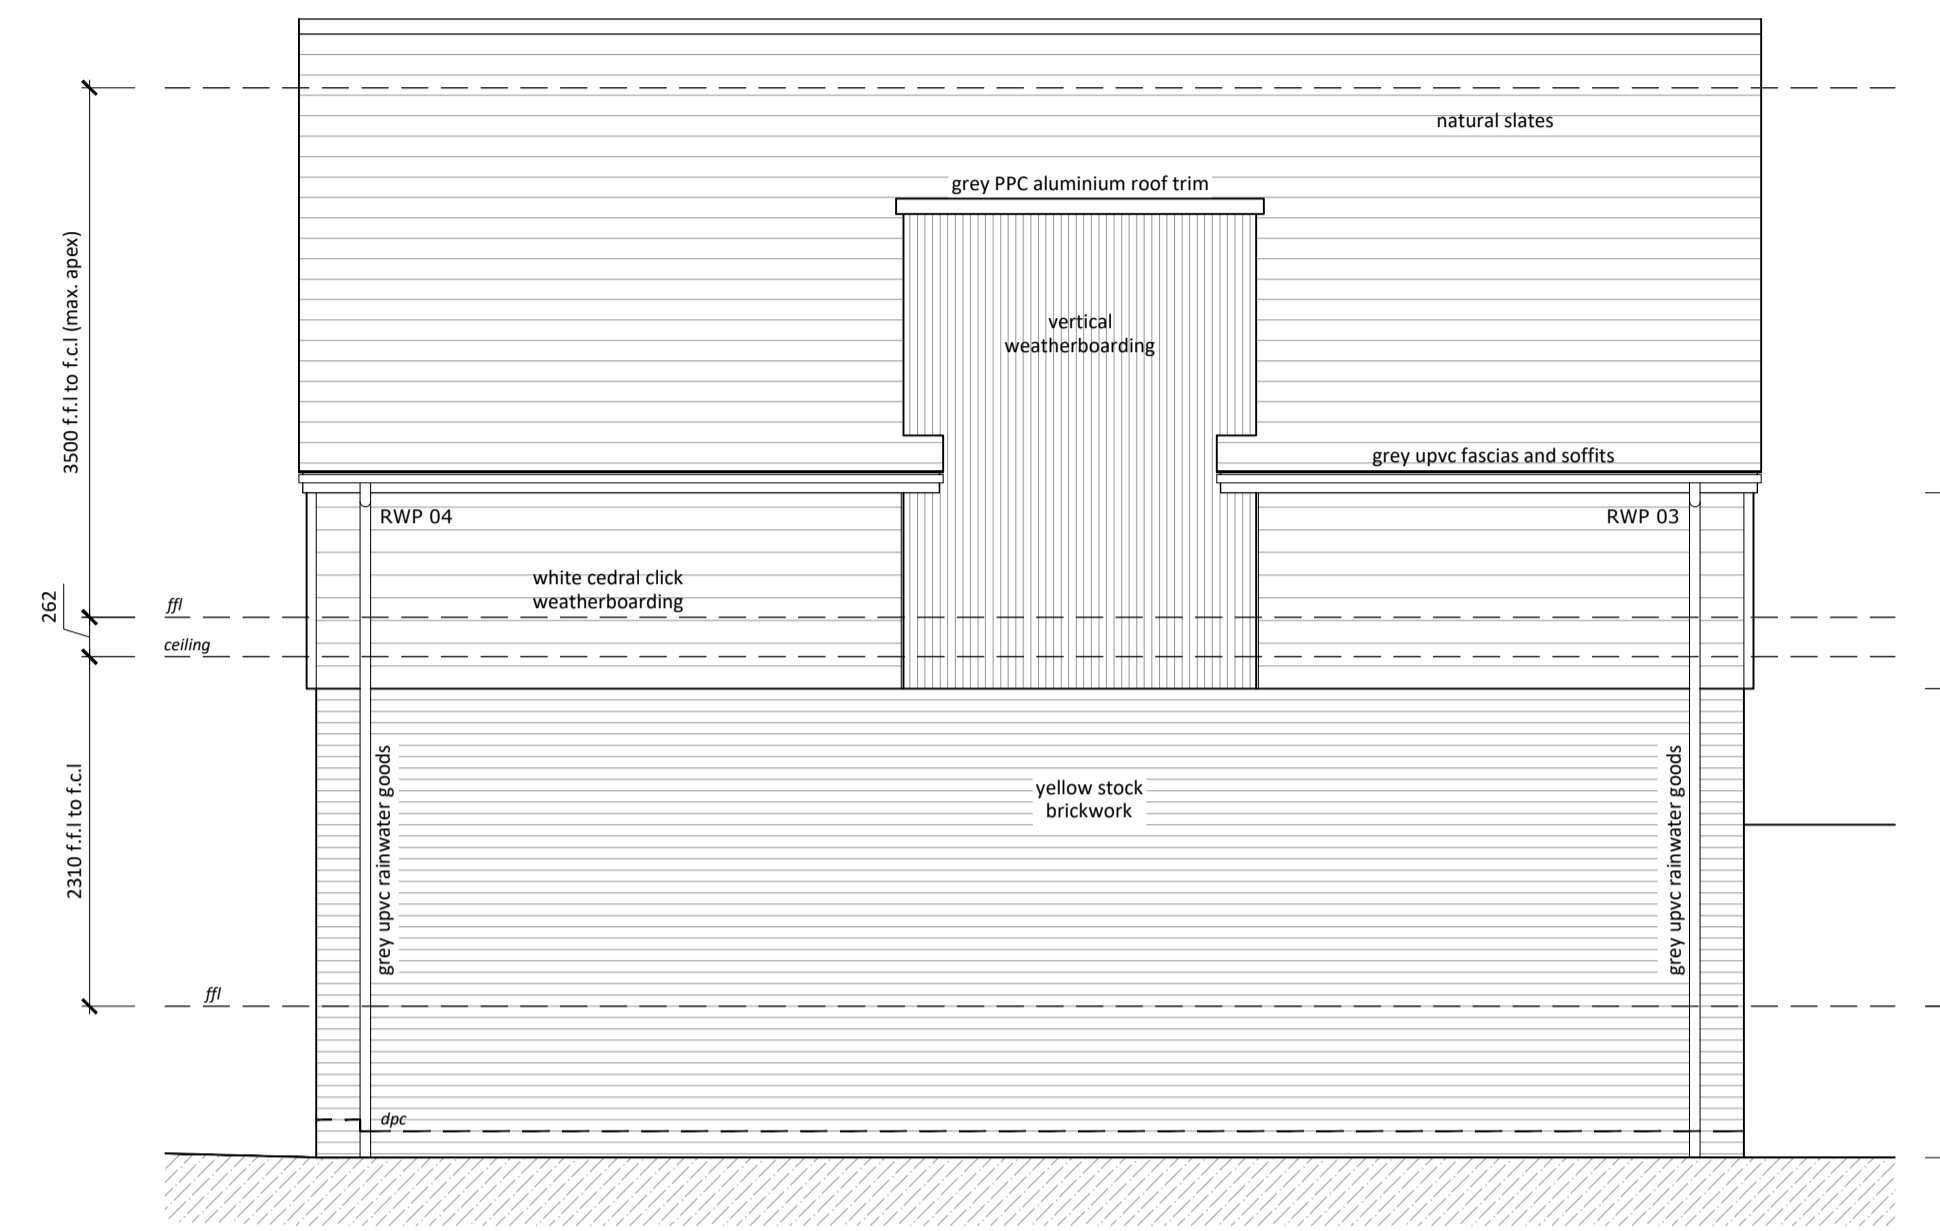 natural slates
grey PPC aluminium roof trim
3500 f.f.l to f.c.l (max. apex)
vertical
weatherboarding
grey upvc fascias and soffits
RWP 04
RWP 03
white cedral click
weatherboarding
262
ffl
ceiling
2310 f.f.l to f.c.l
grey upvc rainwater goods
yellow stock
brickwork
grey upvc rainwater goods
ffl
dpc